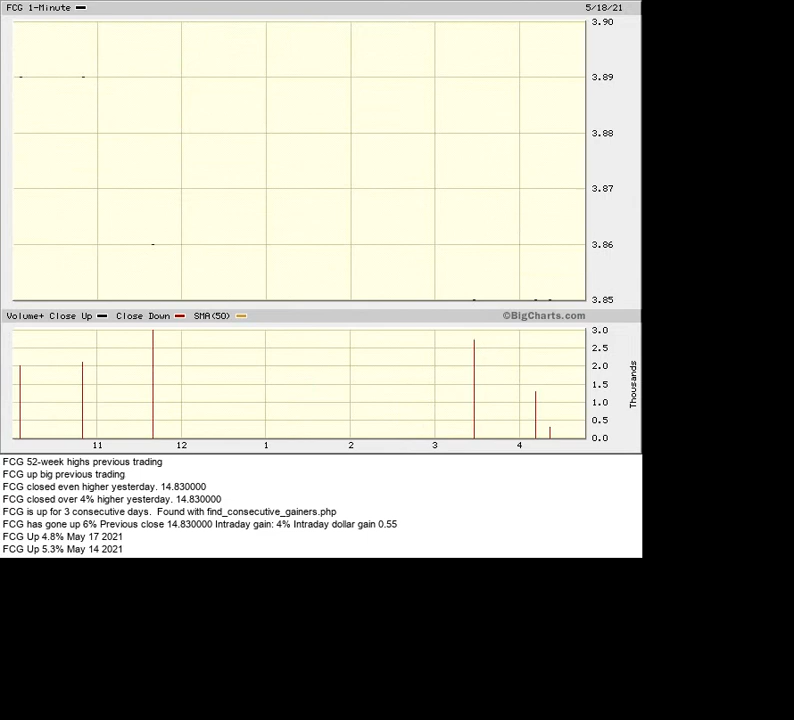 FCG 1-Minute 5/18/21
3.90
3.89
3.88
3.87
3.86
3.85
Volume+ Close Up Close Down SMA(50) ©BigCharts.com
3.0
2.5
2.0
1.5
1.0
0.5
0.0
Thousands
11 12 1 2 3 4
FCG 52-week highs previous trading
FCG up big previous trading
FCG closed even higher yesterday. 14.830000
FCG closed over 4% higher yesterday. 14.830000
FCG is up for 3 consecutive days. Found with find_consecutive_gainers.php
FCG has gone up 6% Previous close 14.830000 Intraday gain: 4% Intraday dollar gain 0.55
FCG Up 4.8% May 17 2021
FCG Up 5.3% May 14 2021